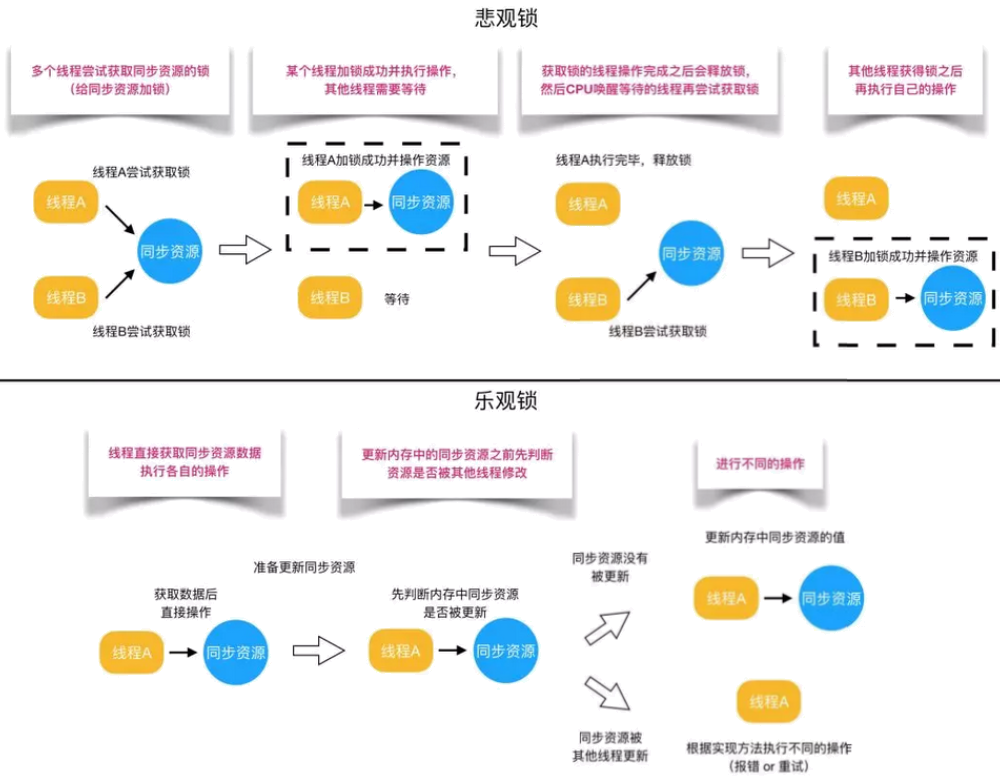 悲观锁
多个线程尝试获取同步资源的锁
（给同步资源加锁）
某个线程加锁成功并执行操作，
其他线程需要等待
获取锁的线程操作完成之后会释放锁，
然后CPU唤醒等待的线程再尝试获取锁
其他线程获得锁之后
再执行自己的操作
线程A尝试获取锁
线程A
同步资源
线程B
线程B尝试获取锁
线程A加锁成功并操作资源
线程A
同步资源
线程B
等待
线程A执行完毕，释放锁
线程A
同步资源
线程B
线程B尝试获取锁
线程A
线程B加锁成功并操作资源
线程B
同步资源
乐观锁
线程直接获取同步资源数据
执行各自的操作
更新内存中的同步资源之前先判断
资源是否被其他线程修改
进行不同的操作
获取数据后
直接操作
线程A
同步资源
准备更新同步资源
先判断内存中同步资源
是否被更新
线程A
同步资源
同步资源没有
被更新
更新内存中同步资源的值
线程A
同步资源
同步资源被
其他线程更新
线程A
根据实现方法执行不同的操作
（报错 or 重试）